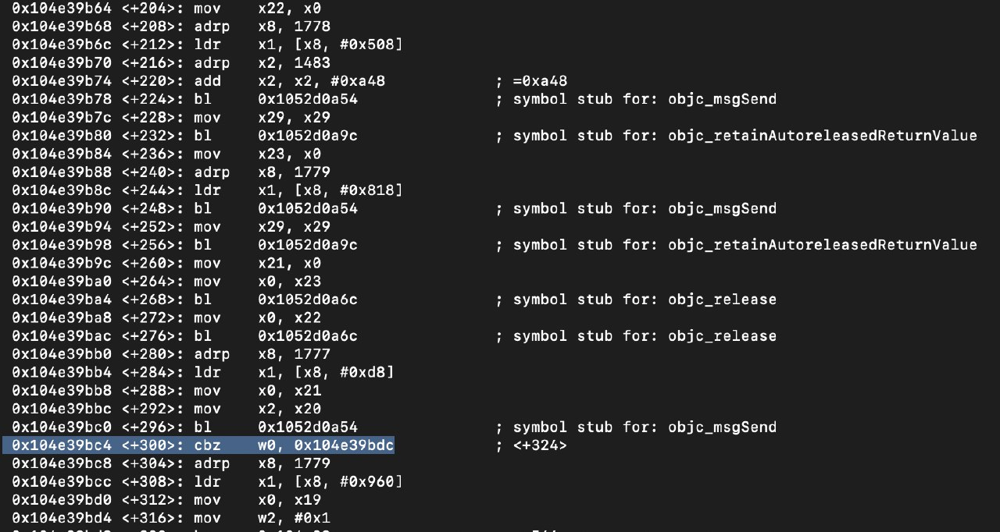 0x104e39b64 <+204>: mov    x22, x0
0x104e39b68 <+208>: adrp   x8, 1778
0x104e39b6c <+212>: ldr    x1, [x8, #0x508]
0x104e39b70 <+216>: adrp   x2, 1483
0x104e39b74 <+220>: add    x2, x2, #0xa48            ; =0xa48
0x104e39b78 <+224>: bl     0x1052d0a54               ; symbol stub for: objc_msgSend
0x104e39b7c <+228>: mov    x29, x29
0x104e39b80 <+232>: bl     0x1052d0a9c               ; symbol stub for: objc_retainAutoreleasedReturnValue
0x104e39b84 <+236>: mov    x23, x0
0x104e39b88 <+240>: adrp   x8, 1779
0x104e39b8c <+244>: ldr    x1, [x8, #0x818]
0x104e39b90 <+248>: bl     0x1052d0a54               ; symbol stub for: objc_msgSend
0x104e39b94 <+252>: mov    x29, x29
0x104e39b98 <+256>: bl     0x1052d0a9c               ; symbol stub for: objc_retainAutoreleasedReturnValue
0x104e39b9c <+260>: mov    x21, x0
0x104e39ba0 <+264>: mov    x0, x23
0x104e39ba4 <+268>: bl     0x1052d0a6c               ; symbol stub for: objc_release
0x104e39ba8 <+272>: mov    x0, x22
0x104e39bac <+276>: bl     0x1052d0a6c               ; symbol stub for: objc_release
0x104e39bb0 <+280>: adrp   x8, 1777
0x104e39bb4 <+284>: ldr    x1, [x8, #0xd8]
0x104e39bb8 <+288>: mov    x0, x21
0x104e39bbc <+292>: mov    x2, x20
0x104e39bc0 <+296>: bl     0x1052d0a54               ; symbol stub for: objc_msgSend
0x104e39bc4 <+300>: cbz    w0, 0x104e39bdc           ; <+324>
0x104e39bc8 <+304>: adrp   x8, 1779
0x104e39bcc <+308>: ldr    x1, [x8, #0x960]
0x104e39bd0 <+312>: mov    x0, x19
0x104e39bd4 <+316>: mov    w2, #0x1